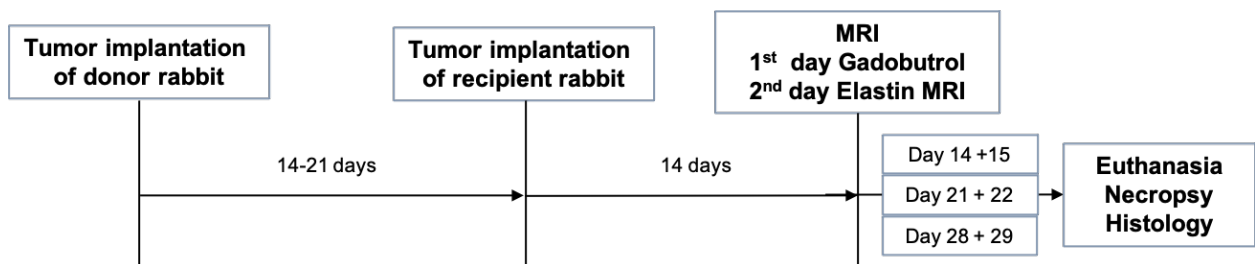 Tumor implantation
of donor rabbit
Tumor implantation
of recipient rabbit
MRI
1st day Gadobutrol
2nd day Elastin MRI
14-21 days
14 days
Day 14 +15
Day 21 + 22
Day 28 + 29
Euthanasia
Necropsy
Histology